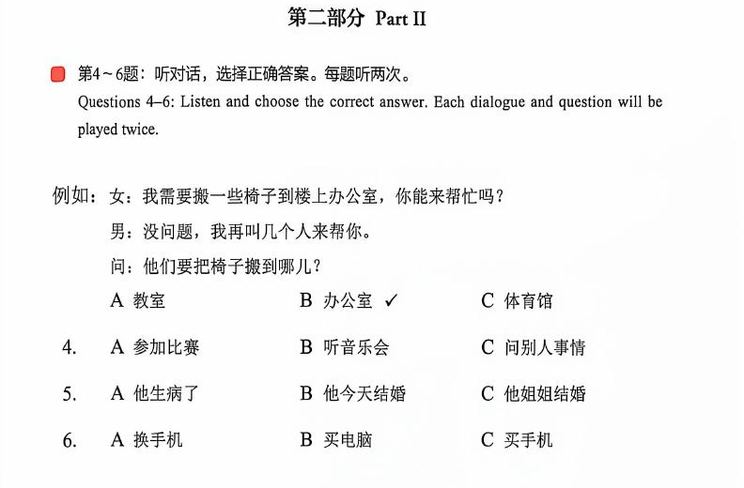 第二部分 Part II
第4～6题：听对话，选择正确答案。每题听两次。
Questions 4–6: Listen and choose the correct answer. Each dialogue and question will be
played twice.
例如：女：我需要搬一些椅子到楼上办公室，你能来帮忙吗？
男：没问题，我再叫几个人来帮你。
问：他们要把椅子搬到哪儿？
A 教室 B 办公室 ✓ C 体育馆
4. A 参加比赛 B 听音乐会 C 问别人事情
5. A 他生病了 B 他今天结婚 C 他姐姐结婚
6. A 换手机 B 买电脑 C 买手机